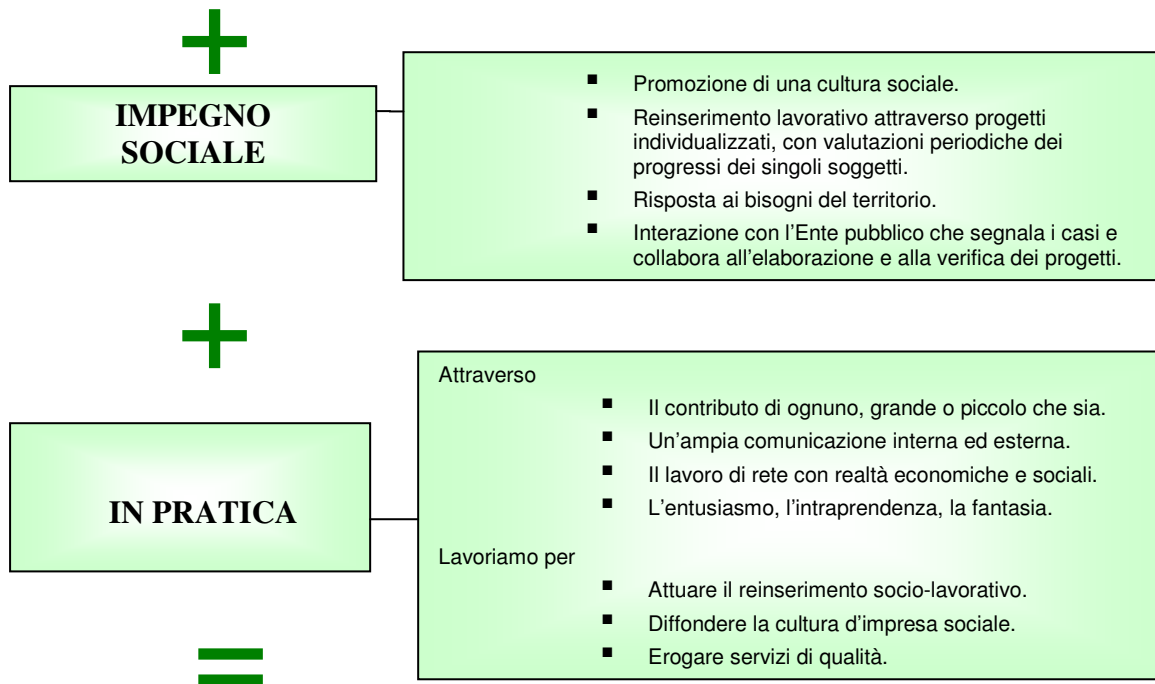 +
IMPEGNO
SOCIALE
▪ Promozione di una cultura sociale.
▪ Reinserimento lavorativo attraverso progetti
individualizzati, con valutazioni periodiche dei
progressi dei singoli soggetti.
▪ Risposta ai bisogni del territorio.
▪ Interazione con l’Ente pubblico che segnala i casi e
collabora all’elaborazione e alla verifica dei progetti.
+
IN PRATICA
Attraverso
▪ Il contributo di ognuno, grande o piccolo che sia.
▪ Un’ampia comunicazione interna ed esterna.
▪ Il lavoro di rete con realtà economiche e sociali.
▪ L’entusiasmo, l’intraprendenza, la fantasia.
Lavoriamo per
▪ Attuare il reinserimento socio-lavorativo.
▪ Diffondere la cultura d’impresa sociale.
▪ Erogare servizi di qualità.
=